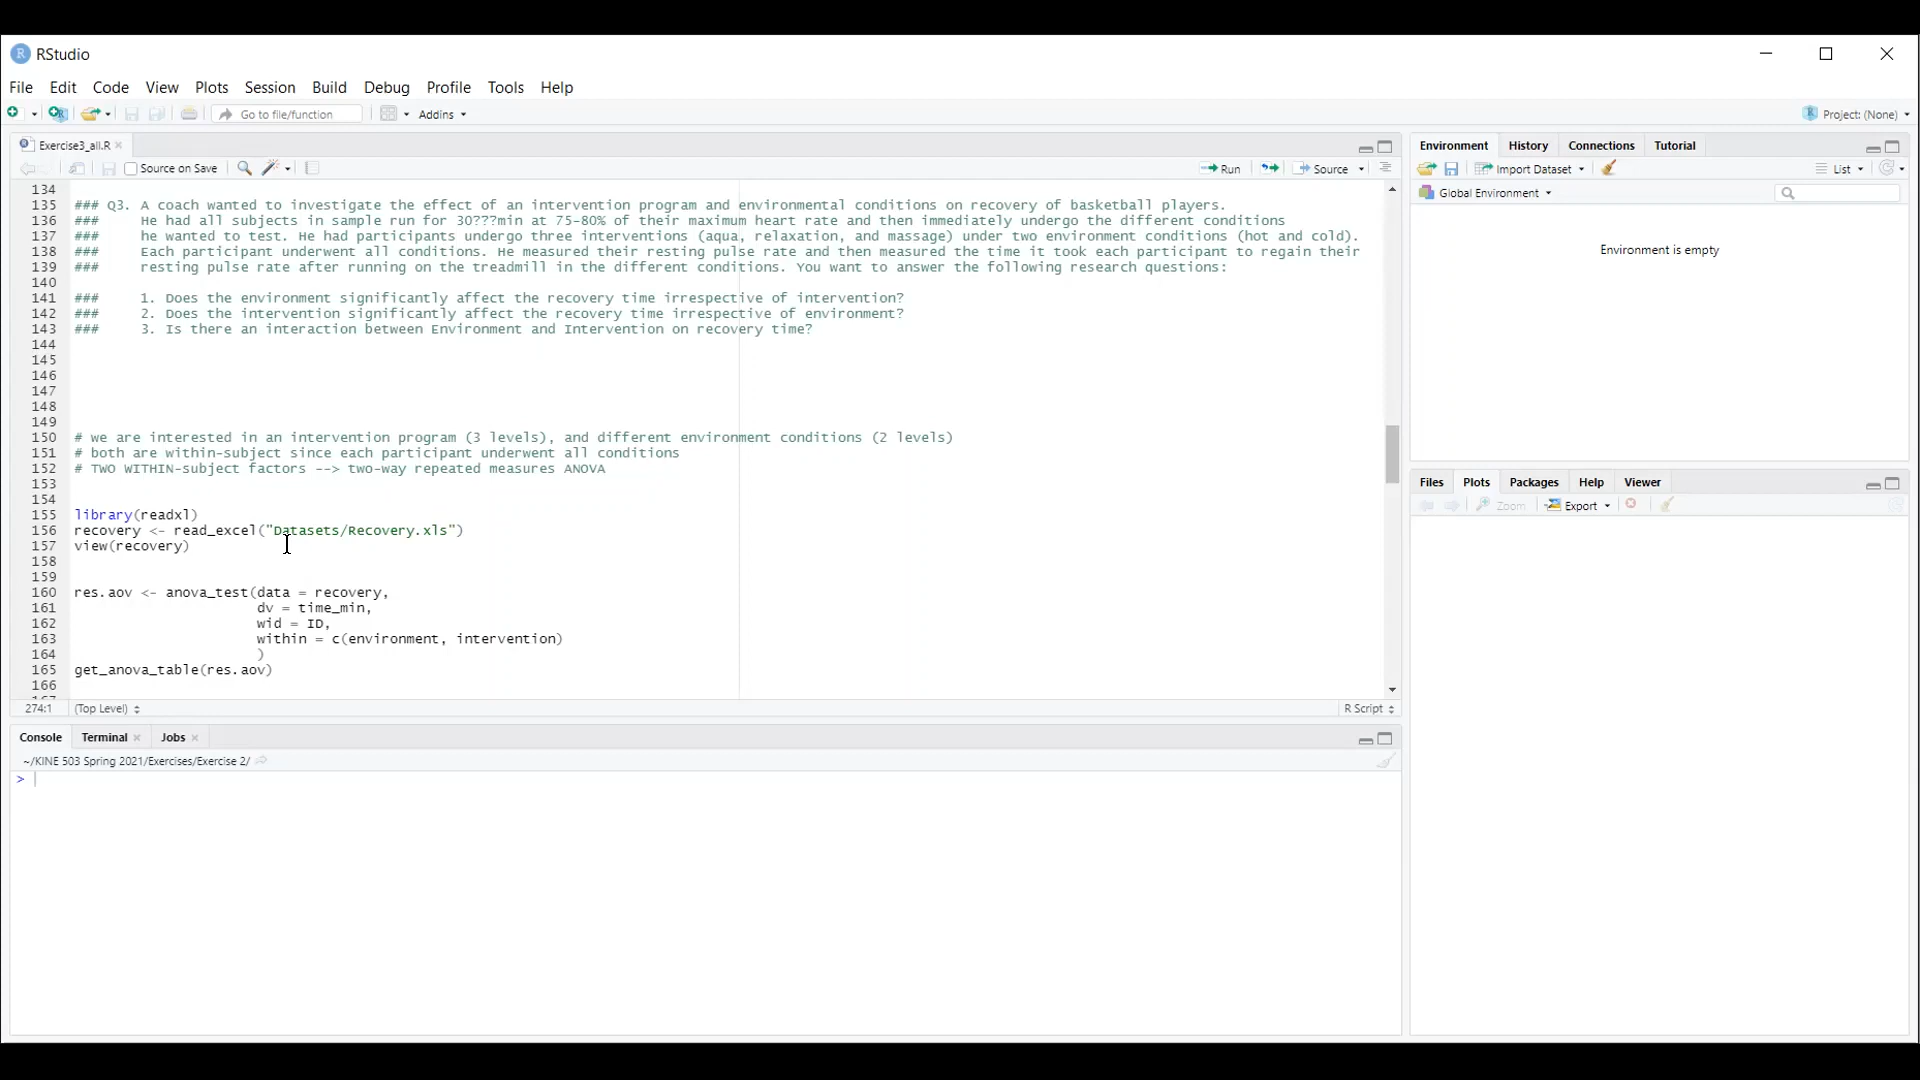 RStudio
File Edit Code View Plots Session Build Debug Profile Tools Help
Go to file/function Addins Project: (None)
Exercise3_all.R
Source on Save Run Source
134
135 ### Q3. A coach wanted to investigate the effect of an intervention program and environmental conditions on recovery of basketball players.
136 ### He had all subjects in sample run for 30???min at 75-80% of their maximum heart rate and then immediately undergo the different conditions
137 ### he wanted to test. He had participants undergo three interventions (aqua, relaxation, and massage) under two environment conditions (hot and cold).
138 ### Each participant underwent all conditions. He measured their resting pulse rate and then measured the time it took each participant to regain their
139 ### resting pulse rate after running on the treadmill in the different conditions. You want to answer the following research questions:
140
141 ### 1. Does the environment significantly affect the recovery time irrespective of intervention?
142 ### 2. Does the intervention significantly affect the recovery time irrespective of environment?
143 ### 3. Is there an interaction between Environment and Intervention on recovery time?
144
145
146
147
148
149
150 # we are interested in an intervention program (3 levels), and different environment conditions (2 levels)
151 # both are within-subject since each participant underwent all conditions
152 # TWO WITHIN-subject factors --> two-way repeated measures ANOVA
153
154
155 library(readxl)
156 recovery <- read_excel("Datasets/Recovery.xls")
157 view(recovery)
158
159
160 res.aov <- anova_test(data = recovery,
161 dv = time_min,
162 wid = ID,
163 within = c(environment, intervention)
164 )
165 get_anova_table(res.aov)
166
274:1 (Top Level) R Script
Console Terminal Jobs
~/KINE 503 Spring 2021/Exercises/Exercise 2/
>
Environment History Connections Tutorial
Import Dataset List
Global Environment
Environment is empty
Files Plots Packages Help Viewer
Zoom Export